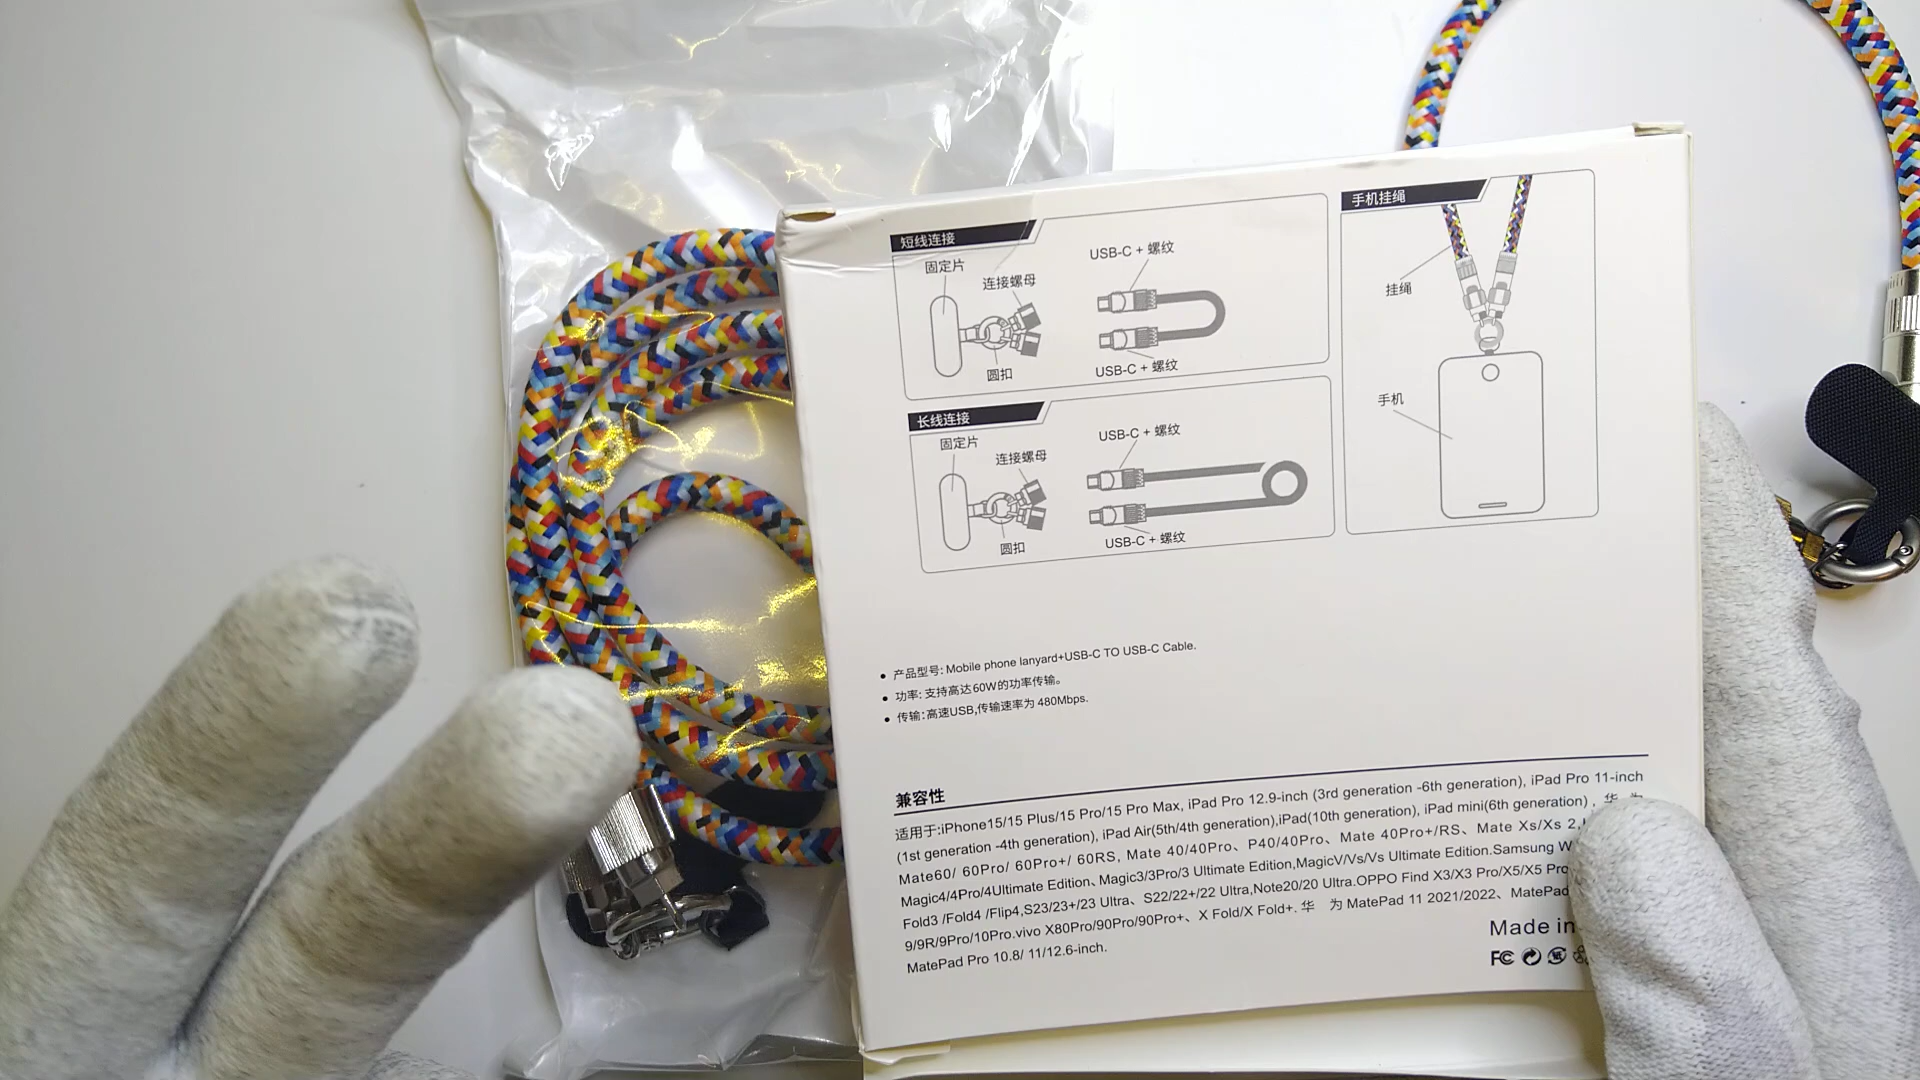 短线连接
固定片
连接螺母
圆扣
USB-C + 螺纹
USB-C + 螺纹
长线连接
固定片
连接螺母
圆扣
USB-C + 螺纹
USB-C + 螺纹
手机挂绳
挂绳
手机
• 产品型号: Mobile phone lanyard+USB-C TO USB-C Cable.
• 功率: 支持高达60W的功率传输。
• 传输: 高速USB,传输速率为 480Mbps.
兼容性
适用于:iPhone15/15 Plus/15 Pro/15 Pro Max, iPad Pro 12.9-inch (3rd generation -6th generation), iPad Pro 11-inch
(1st generation -4th generation), iPad Air(5th/4th generation),iPad(10th generation), iPad mini(6th generation) , 华 为
Mate60/ 60Pro/ 60Pro+/ 60RS, Mate 40/40Pro、P40/40Pro、Mate 40Pro+/RS、Mate Xs/Xs 2,
Magic4/4Pro/4Ultimate Edition、Magic3/3Pro/3 Ultimate Edition,MagicV/Vs/Vs Ultimate Edition.Samsung W
Fold3 /Fold4 /Flip4,S23/23+/23 Ultra、S22/22+/22 Ultra,Note20/20 Ultra.OPPO Find X3/X3 Pro/X5/X5 Pro
9/9R/9Pro/10Pro.vivo X80Pro/90Pro/90Pro+、X Fold/X Fold+. 华 为 MatePad 11 2021/2022、MatePad
MatePad Pro 10.8/ 11/12.6-inch.
Made in
FC